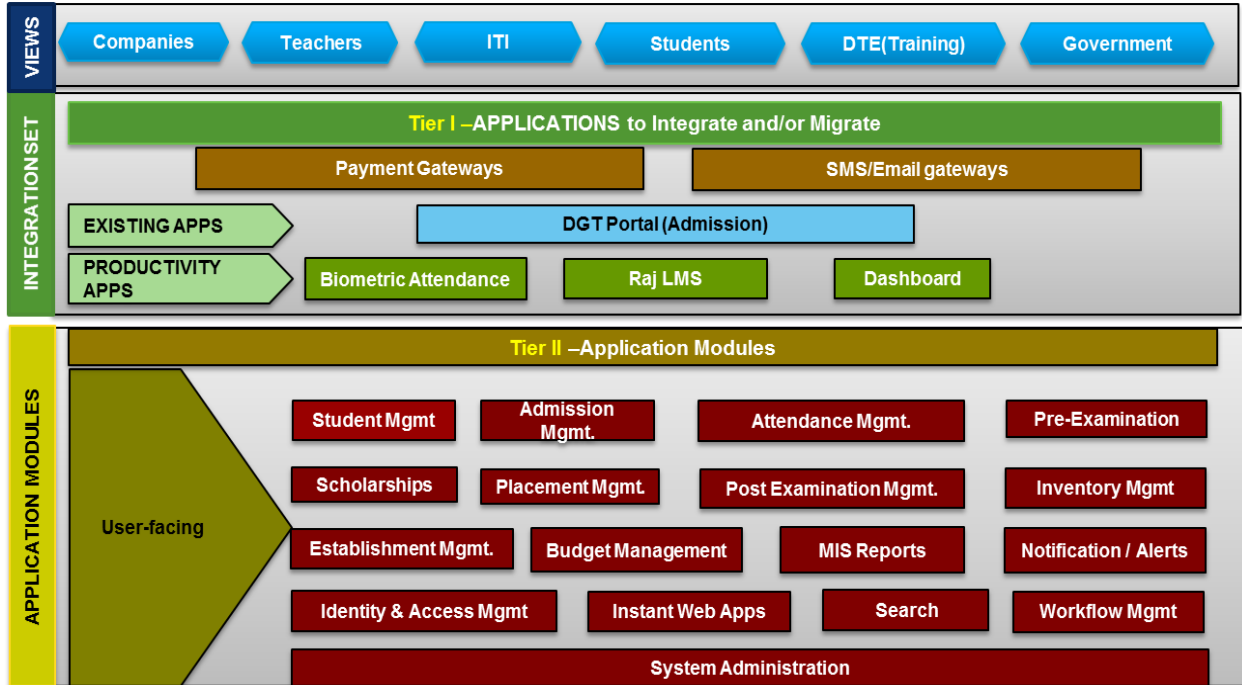 VIEWS
Companies
Teachers
ITI
Students
DTE(Training)
Government
INTEGRATIONSET
Tier I –APPLICATIONS to Integrate and/or Migrate
Payment Gateways
SMS/Email gateways
EXISTING APPS
DGT Portal (Admission)
PRODUCTIVITY
APPS
Biometric Attendance
Raj LMS
Dashboard
APPLICATION MODULES
Tier II –Application Modules
User-facing
Student Mgmt
Admission
Mgmt.
Attendance Mgmt.
Pre-Examination
Scholarships
Placement Mgmt.
Post Examination Mgmt.
Inventory Mgmt
Establishment Mgmt.
Budget Management
MIS Reports
Notification / Alerts
Identity & Access Mgmt
Instant Web Apps
Search
Workflow Mgmt
System Administration